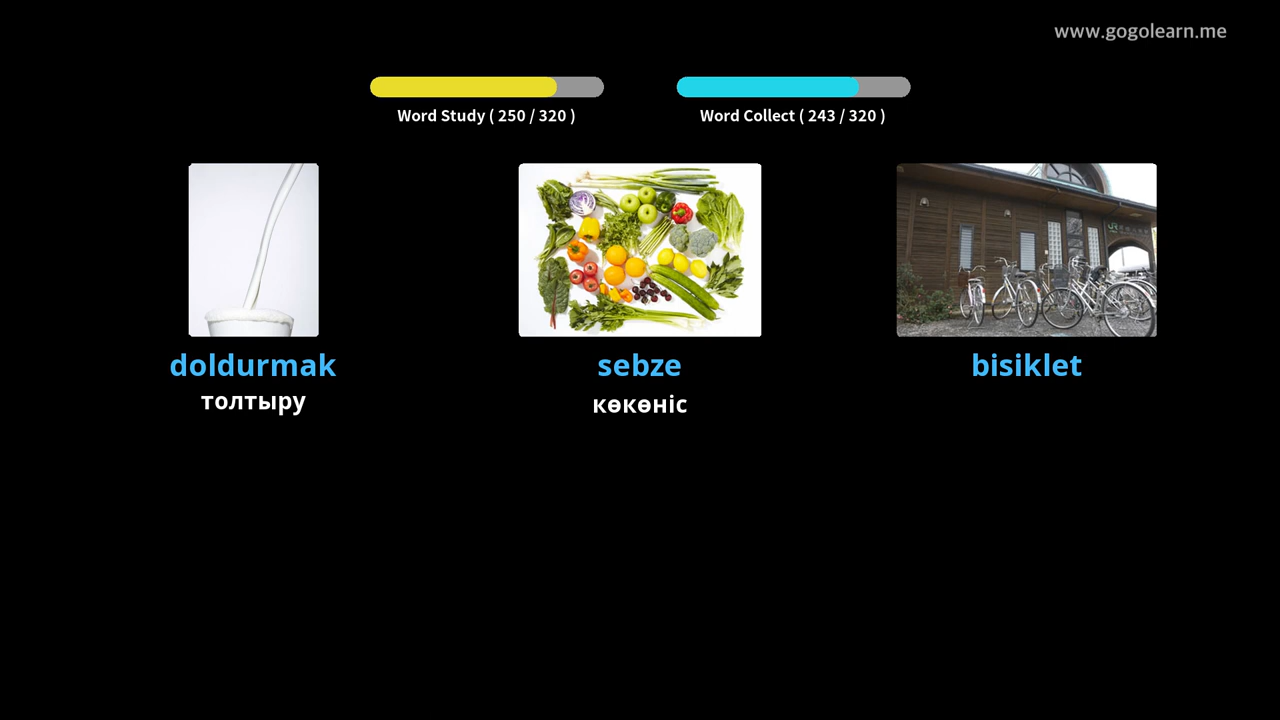 www.gogolearn.me
Word Study ( 250 / 320 )
Word Collect ( 243 / 320 )
doldurmak
толтыру
sebze
көкөніс
bisiklet